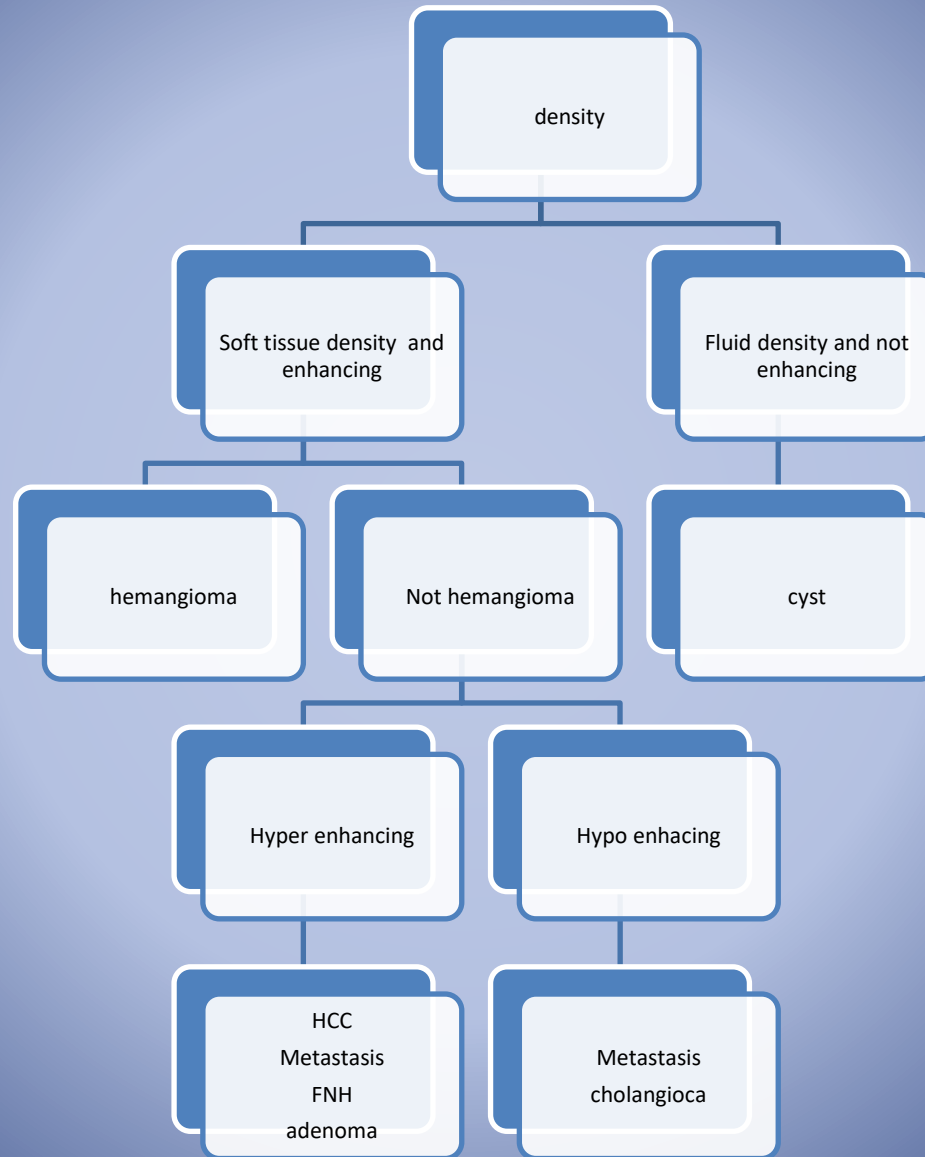 density
Soft tissue density and
enhancing
Fluid density and not
enhancing
hemangioma
Not hemangioma
cyst
Hyper enhancing
Hypo enhacing
HCC
Metastasis
FNH
adenoma
Metastasis
cholangioca